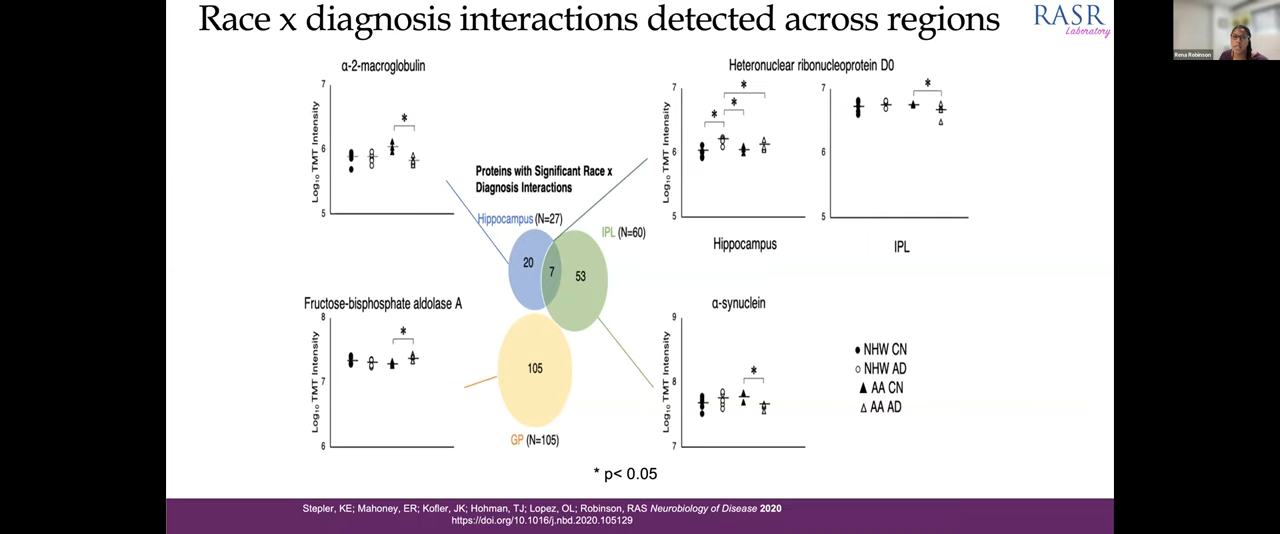 Race x diagnosis interactions detected across regions
RASR
Laboratory
Rena Robinson
α-2-macroglobulin
7
6
5
Log₁₀ TMT Intensity
*
Heteronuclear ribonucleoprotein D0
7
6
5
Log₁₀ TMT Intensity
*
*
*
Hippocampus
7
6
5
*
IPL
Proteins with Significant Race x
Diagnosis Interactions
Hippocampus (N=27)
IPL (N=60)
20
7
53
105
GP (N=105)
Fructose-bisphosphate aldolase A
8
7
6
Log₁₀ TMT Intensity
*
α-synuclein
9
8
7
Log₁₀ TMT Intensity
*
NHW CN
NHW AD
AA CN
AA AD
* p< 0.05
Stepler, KE; Mahoney, ER; Kofler, JK; Hohman, TJ; Lopez, OL; Robinson, RAS Neurobiology of Disease 2020
https://doi.org/10.1016/j.nbd.2020.105129